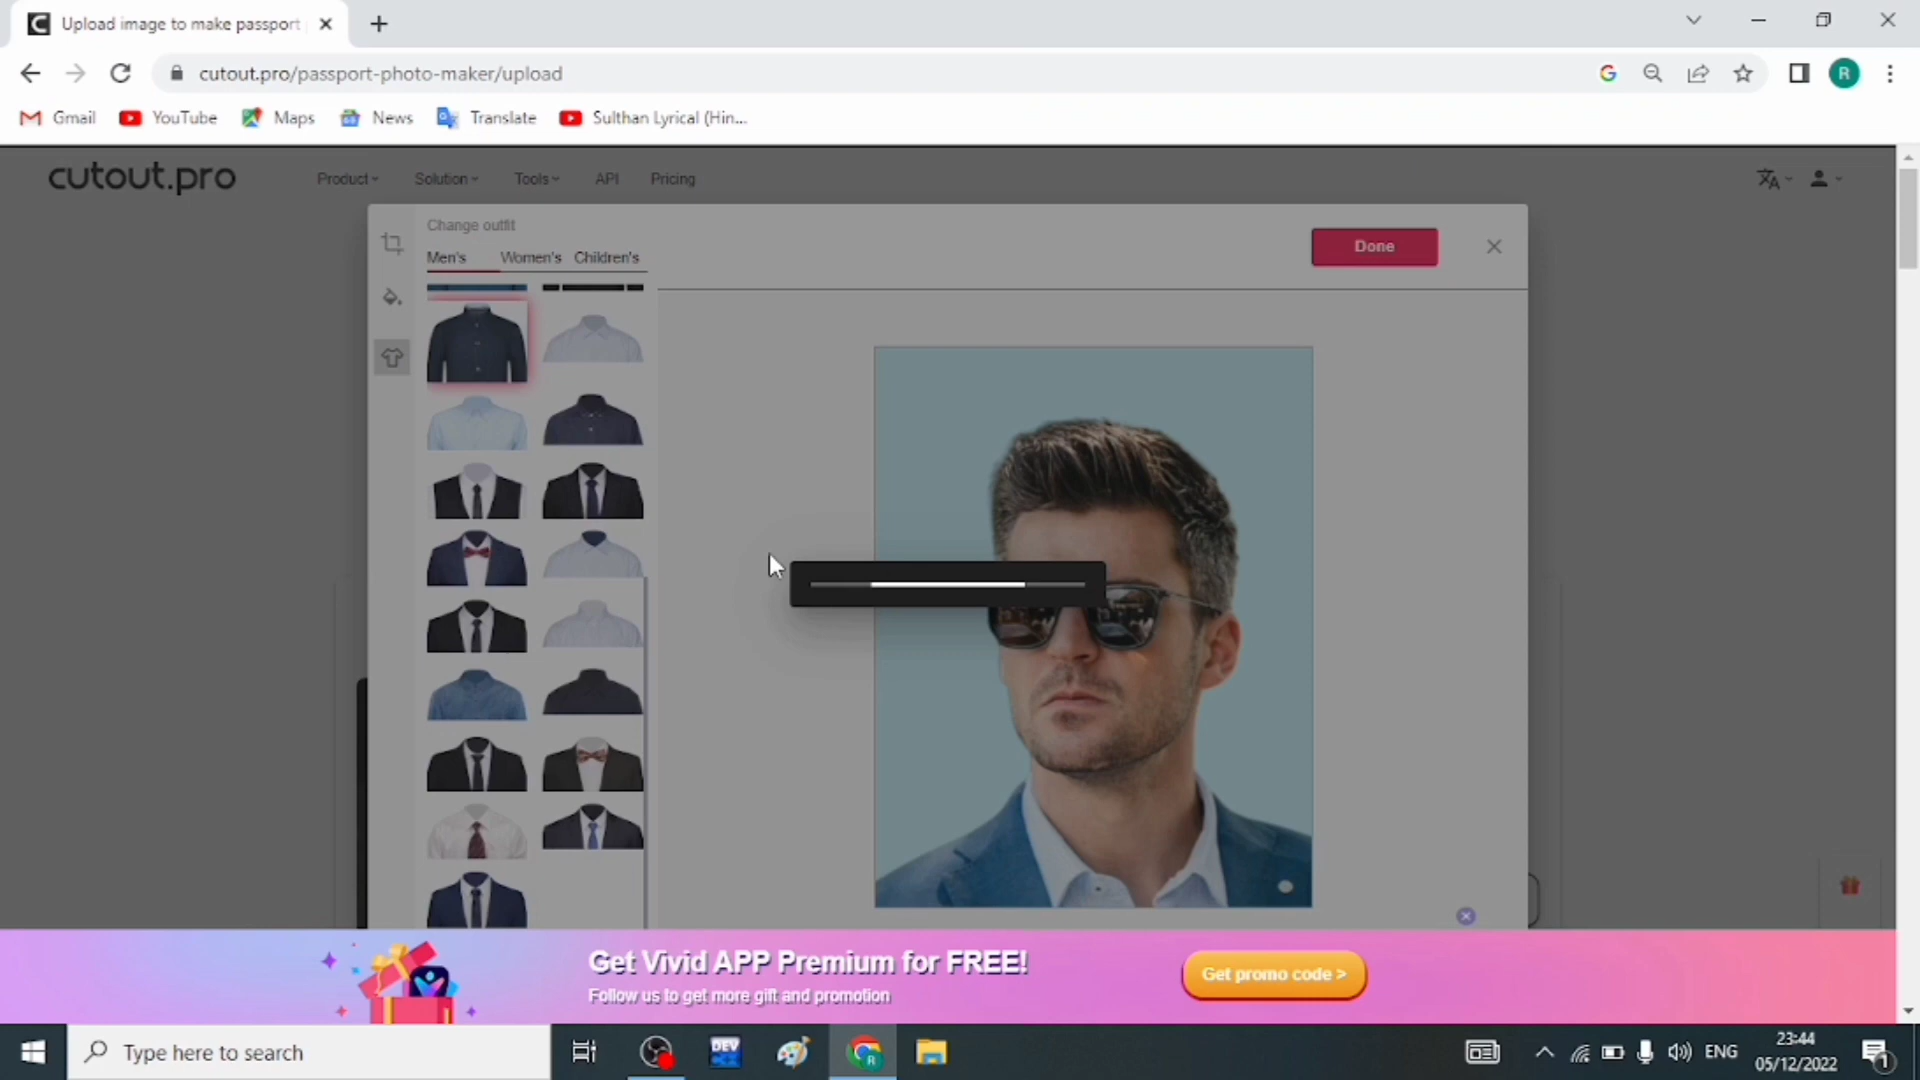 Upload image to make passport
cutout.pro/passport-photo-maker/upload
Gmail
YouTube
Maps
News
Translate
Sulthan Lyrical (Hin...
cutout.pro
Product
Solution
Tools
API
Pricing
Change outfit
Men's
Women's
Children's
Done
Get Vivid APP Premium for FREE!
Follow us to get more gift and promotion
Get promo code >
Type here to search
DEV
R
ENG
23:44
05/12/2022
1